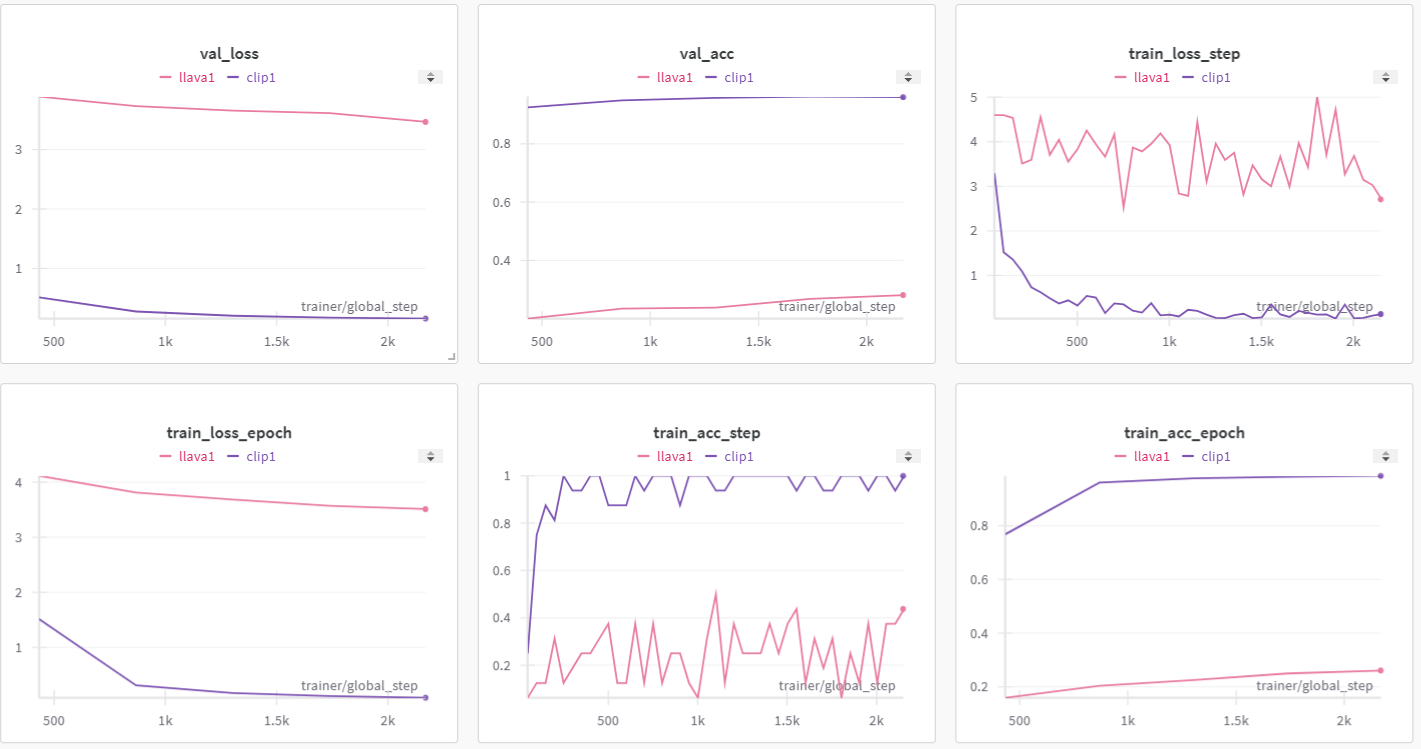 val_loss
llava1 clip1
3
2
1
trainer/global_step
500 1k 1.5k 2k
val_acc
llava1 clip1
0.8
0.6
0.4
trainer/global_step
500 1k 1.5k 2k
train_loss_step
llava1 clip1
5
4
3
2
1
trainer/global_step
500 1k 1.5k 2k
train_loss_epoch
llava1 clip1
4
3
2
1
trainer/global_step
500 1k 1.5k 2k
train_acc_step
llava1 clip1
1
0.8
0.6
0.4
0.2
trainer/global_step
500 1k 1.5k 2k
train_acc_epoch
llava1 clip1
0.8
0.6
0.4
0.2
trainer/global_step
500 1k 1.5k 2k